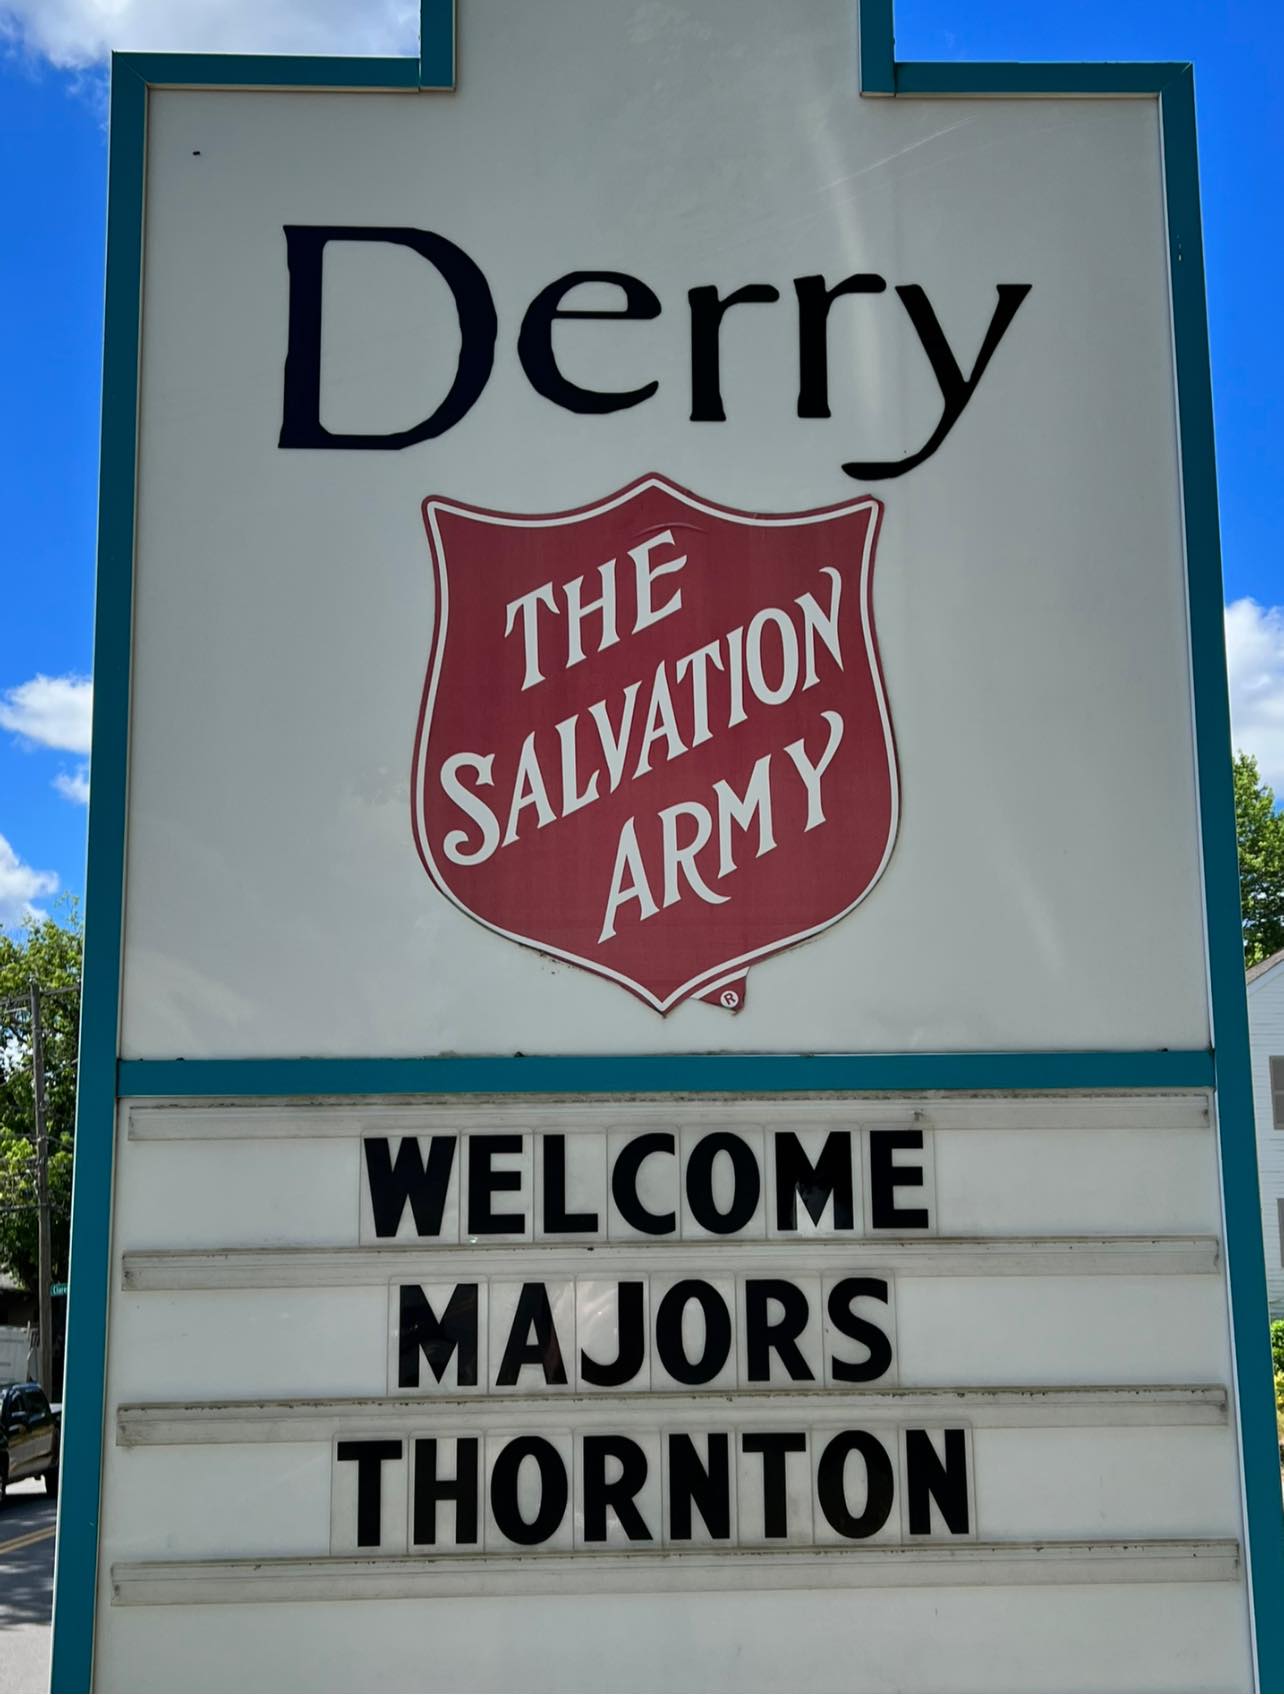 Derry
THE
SALVATION
ARMY
®
WELCOME
MAJORS
THORNTON